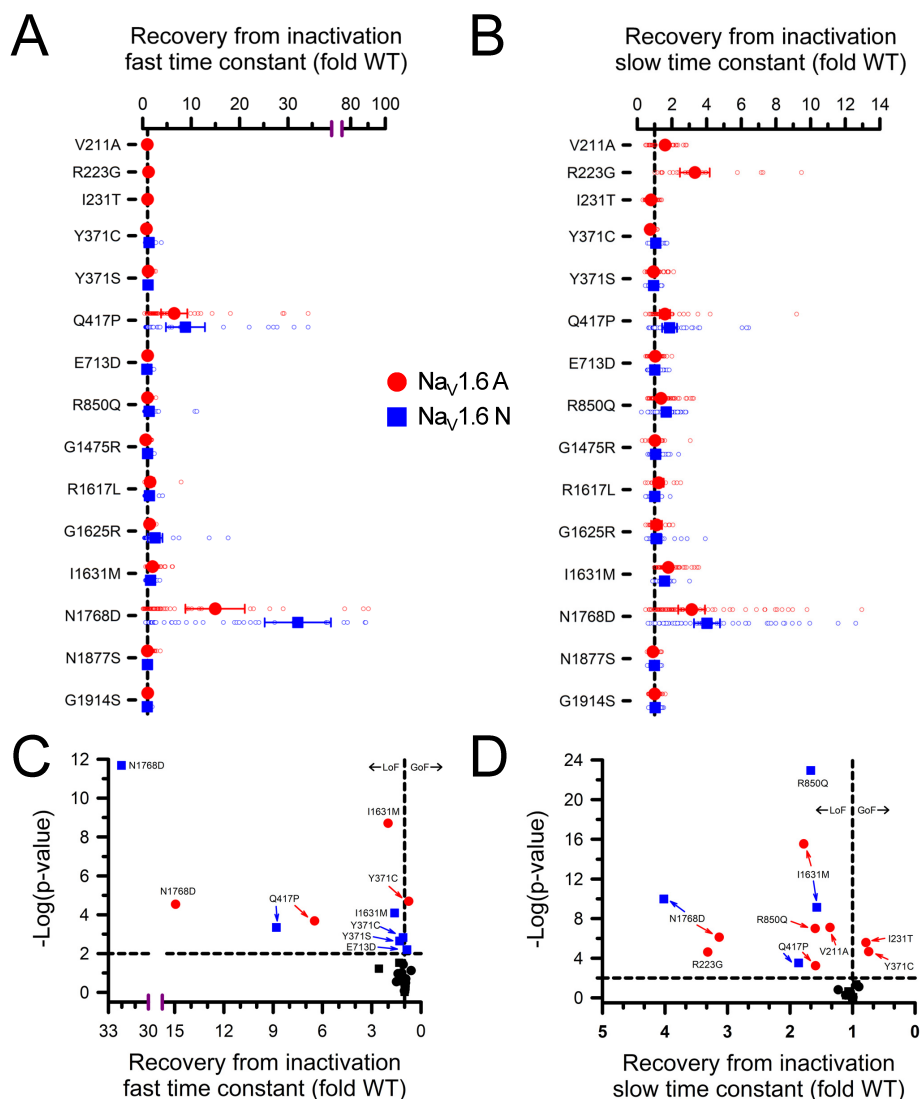 A
Recovery from inactivation
fast time constant (fold WT)
0 10 20 30 80 100
V211A
R223G
I231T
Y371C
Y371S
Q417P
E713D
R850Q
G1475R
R1617L
G1625R
I1631M
N1768D
N1877S
G1914S
NaV1.6 A
NaV1.6 N
B
Recovery from inactivation
slow time constant (fold WT)
0 2 4 6 8 10 12 14
V211A
R223G
I231T
Y371C
Y371S
Q417P
E713D
R850Q
G1475R
R1617L
G1625R
I1631M
N1768D
N1877S
G1914S
C
-Log(p-value)
12
10
8
6
4
2
0
N1768D
←LoF GoF→
I1631M
Y371C
N1768D
Q417P
I1631M
Y371C
Y371S
E713D
33 30 15 12 9 6 3 0
Recovery from inactivation
fast time constant (fold WT)
D
-Log(p-value)
24
20
16
12
8
4
0
R850Q
←LoF GoF→
I1631M
N1768D
R850Q
I231T
R223G
Q417P
V211A
Y371C
5 4 3 2 1 0
Recovery from inactivation
slow time constant (fold WT)